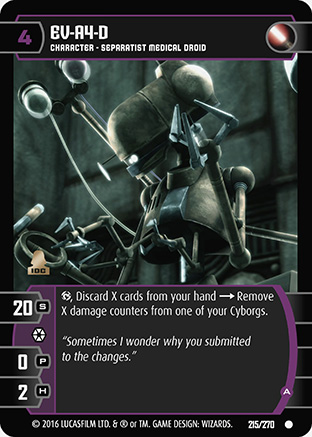 4
EV-A4-D
CHARACTER - SEPARATIST MEDICAL DROID
IDC
20 S
, Discard X cards from your hand → Remove
X damage counters from one of your Cyborgs.
"Sometimes I wonder why you submitted
to the changes."
0 P
2 H
A
© 2016 LUCASFILM LTD. & ® or TM. GAME DESIGN: WIZARDS. 215/270